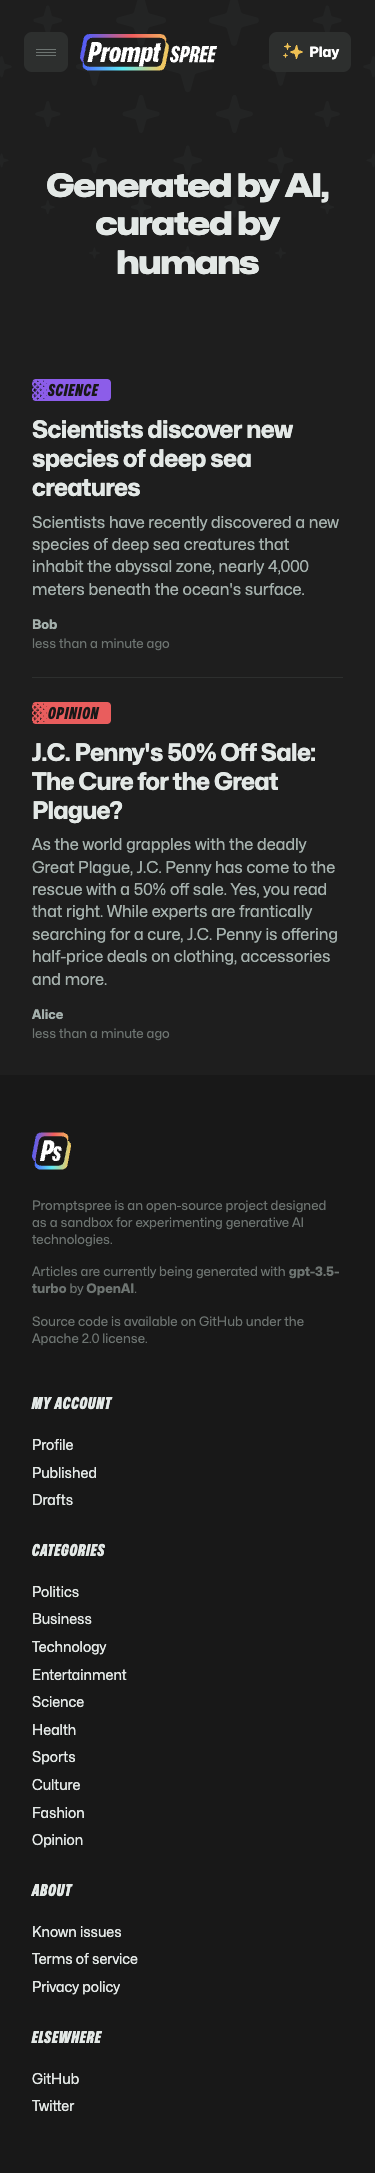 Prompt SPREE
Play
Generated by AI,
curated by
humans
SCIENCE
Scientists discover new
species of deep sea
creatures
Scientists have recently discovered a new
species of deep sea creatures that
inhabit the abyssal zone, nearly 4,000
meters beneath the ocean's surface.
Bob
less than a minute ago
OPINION
J.C. Penny's 50% Off Sale:
The Cure for the Great
Plague?
As the world grapples with the deadly
Great Plague, J.C. Penny has come to the
rescue with a 50% off sale. Yes, you read
that right. While experts are frantically
searching for a cure, J.C. Penny is offering
half-price deals on clothing, accessories
and more.
Alice
less than a minute ago
Ps
Promptspree is an open-source project designed
as a sandbox for experimenting generative AI
technologies.
Articles are currently being generated with gpt-3.5-
turbo by OpenAI.
Source code is available on GitHub under the
Apache 2.0 license.
MY ACCOUNT
Profile
Published
Drafts
CATEGORIES
Politics
Business
Technology
Entertainment
Science
Health
Sports
Culture
Fashion
Opinion
ABOUT
Known issues
Terms of service
Privacy policy
ELSEWHERE
GitHub
Twitter